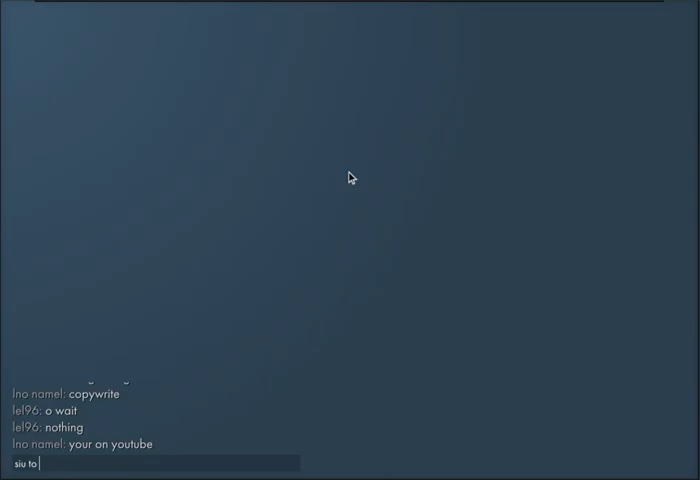 lno namel: copywrite
lel96: o wait
lel96: nothing
lno namel: your on youtube
siu to